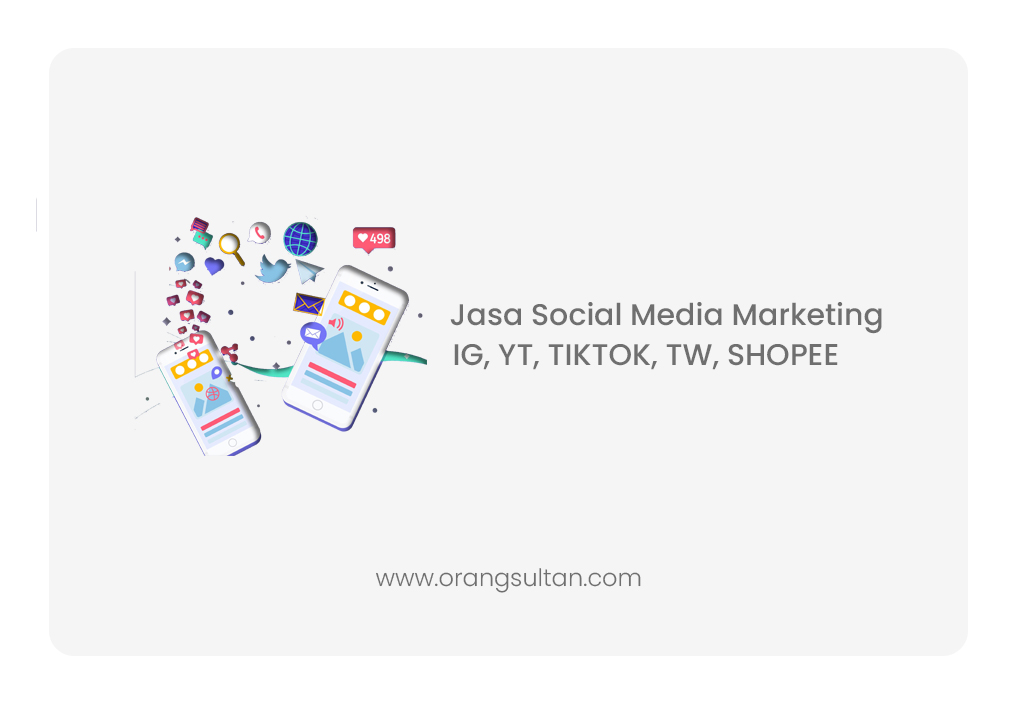 498
Jasa Social Media Marketing
IG, YT, TIKTOK, TW, SHOPEE
www.orangsultan.com